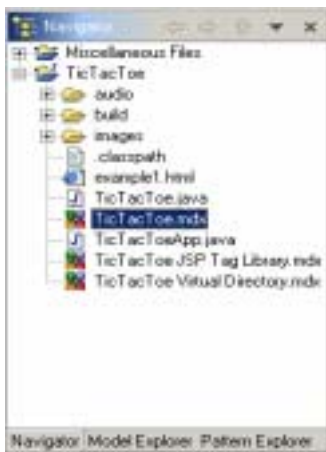 Navigator
Miscellaneous Files
TicTacToe
audio
build
images
.classpath
example1.html
TicTacToe.java
TicTacToe.mdx
TicTacToeApp.java
TicTacToe JSP Tag Library.mdx
TicTacToe Virtual Directory.mdx
Navigator Model Explorer Pattern Explorer